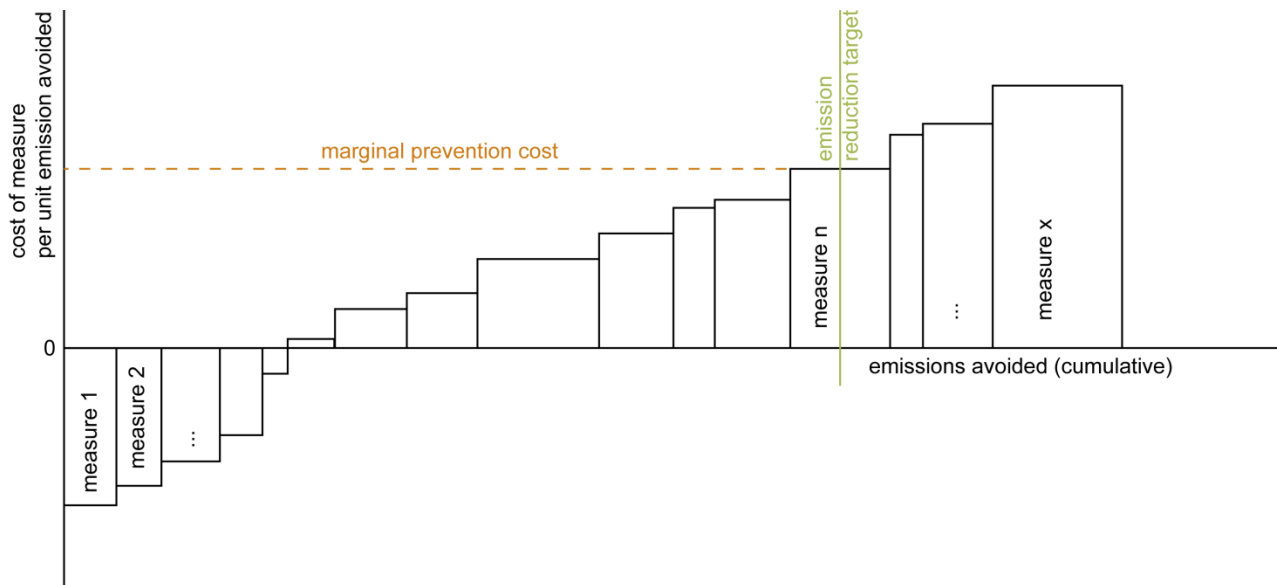 cost of measure
per unit emission avoided
marginal prevention cost
emission
reduction target
0
measure 1
measure 2
...
measure n
...
measure x
emissions avoided (cumulative)